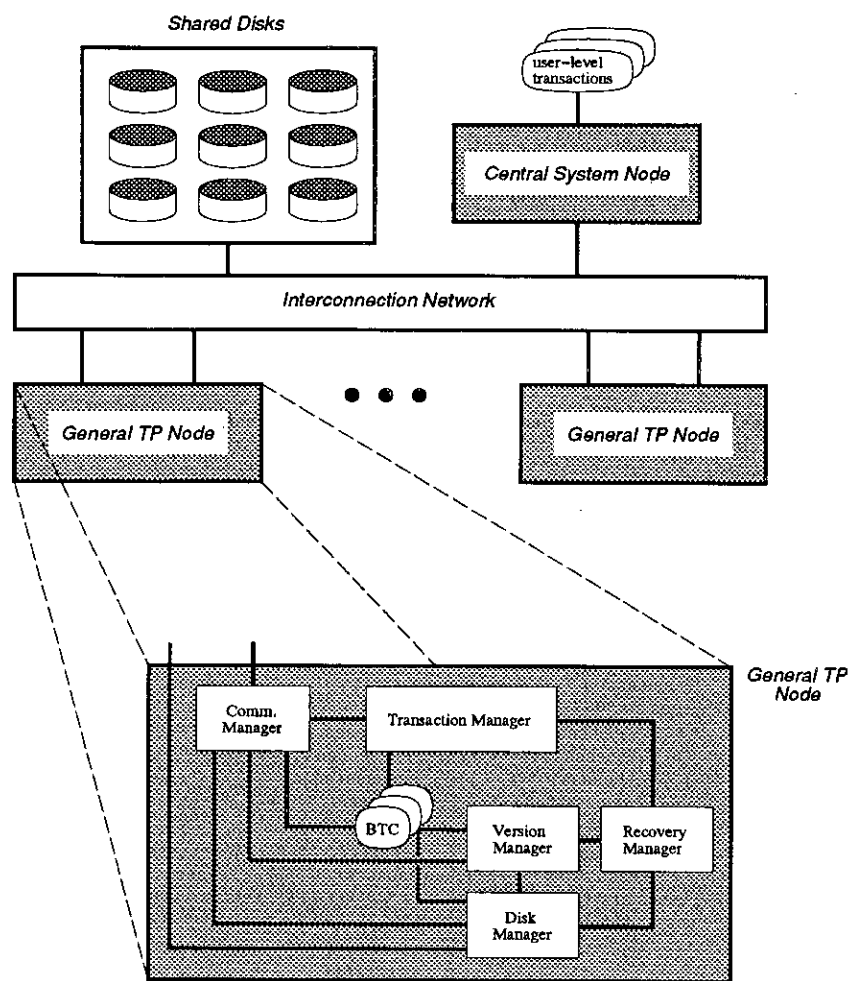 Shared Disks
user-level
transactions
Central System Node
Interconnection Network
General TP Node
General TP Node
General TP
Node
Comm.
Manager
Transaction Manager
BTC
Version
Manager
Recovery
Manager
Disk
Manager